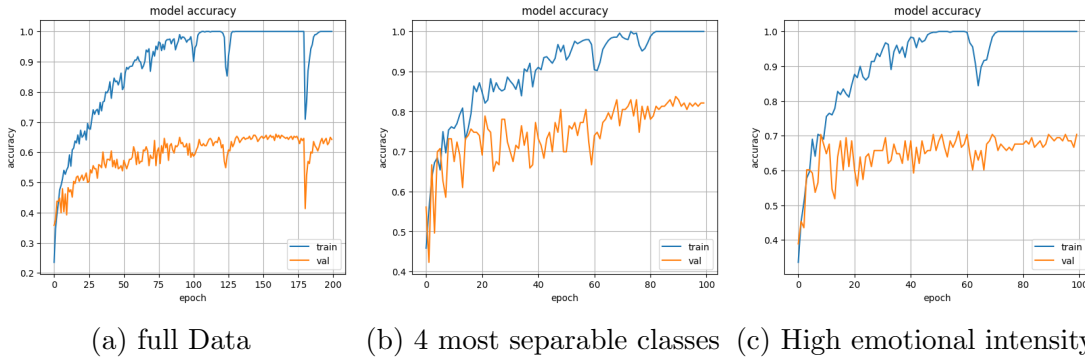 model accuracy
accuracy
1.0
0.9
0.8
0.7
0.6
0.5
0.4
0.3
0.2
0 25 50 75 100 125 150 175 200
epoch
train
val
(a) full Data
model accuracy
accuracy
1.0
0.9
0.8
0.7
0.6
0.5
0.4
0 20 40 60 80 100
epoch
train
val
(b) 4 most separable classes
model accuracy
accuracy
1.0
0.9
0.8
0.7
0.6
0.5
0.4
0 20 40 60 80 100
epoch
train
val
(c) High emotional intensity